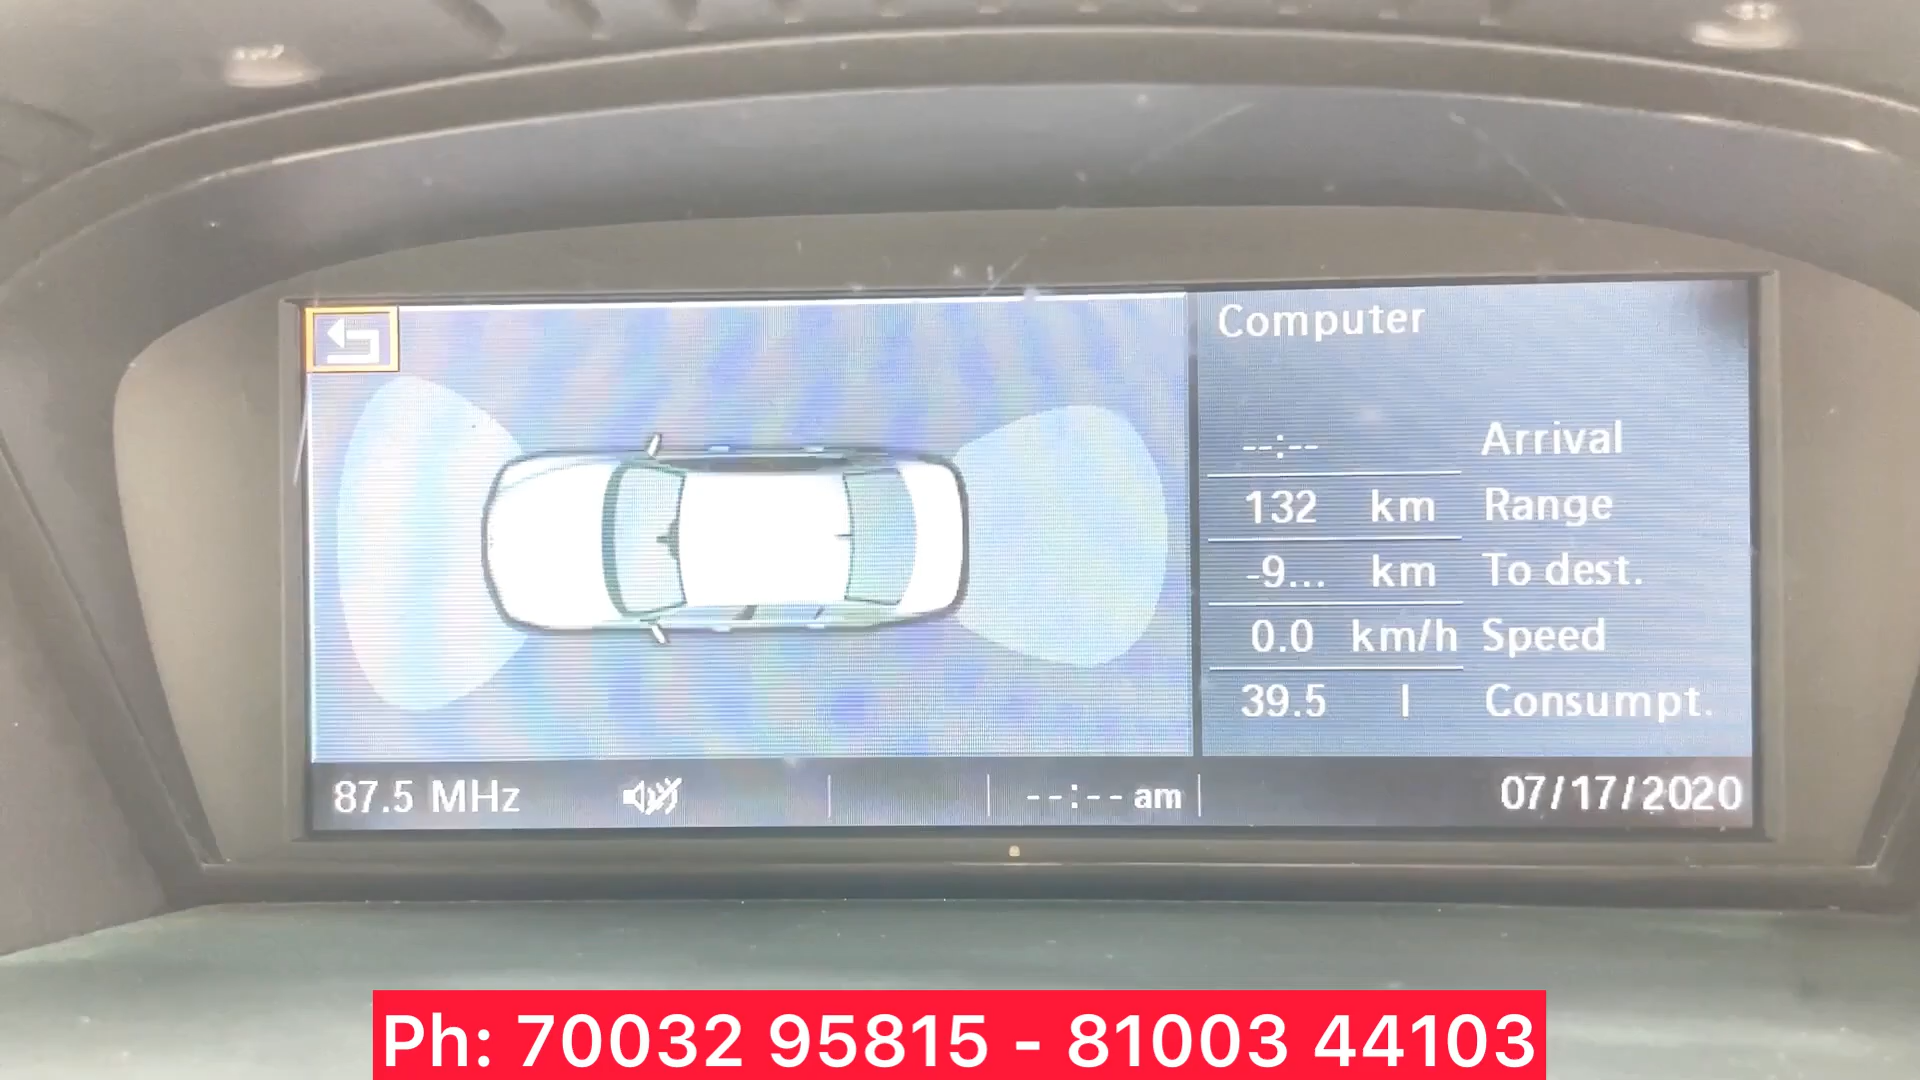 Computer
--:-- Arrival
132 km Range
-9... km To dest.
0.0 km/h Speed
39.5 l Consumpt.
87.5 MHz --:-- am 07/17/2020
Ph: 70032 95815 - 81003 44103